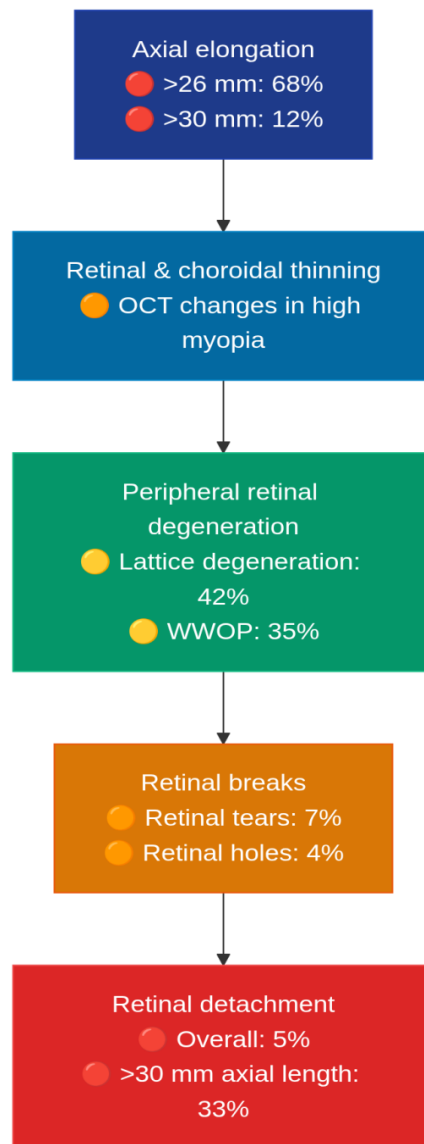 Axial elongation
🔴 >26 mm: 68%
🔴 >30 mm: 12%
Retinal & choroidal thinning
🟠 OCT changes in high
myopia
Peripheral retinal
degeneration
🟡 Lattice degeneration:
42%
🟡 WWOP: 35%
Retinal breaks
🟠 Retinal tears: 7%
🟠 Retinal holes: 4%
Retinal detachment
🔴 Overall: 5%
🔴 >30 mm axial length:
33%